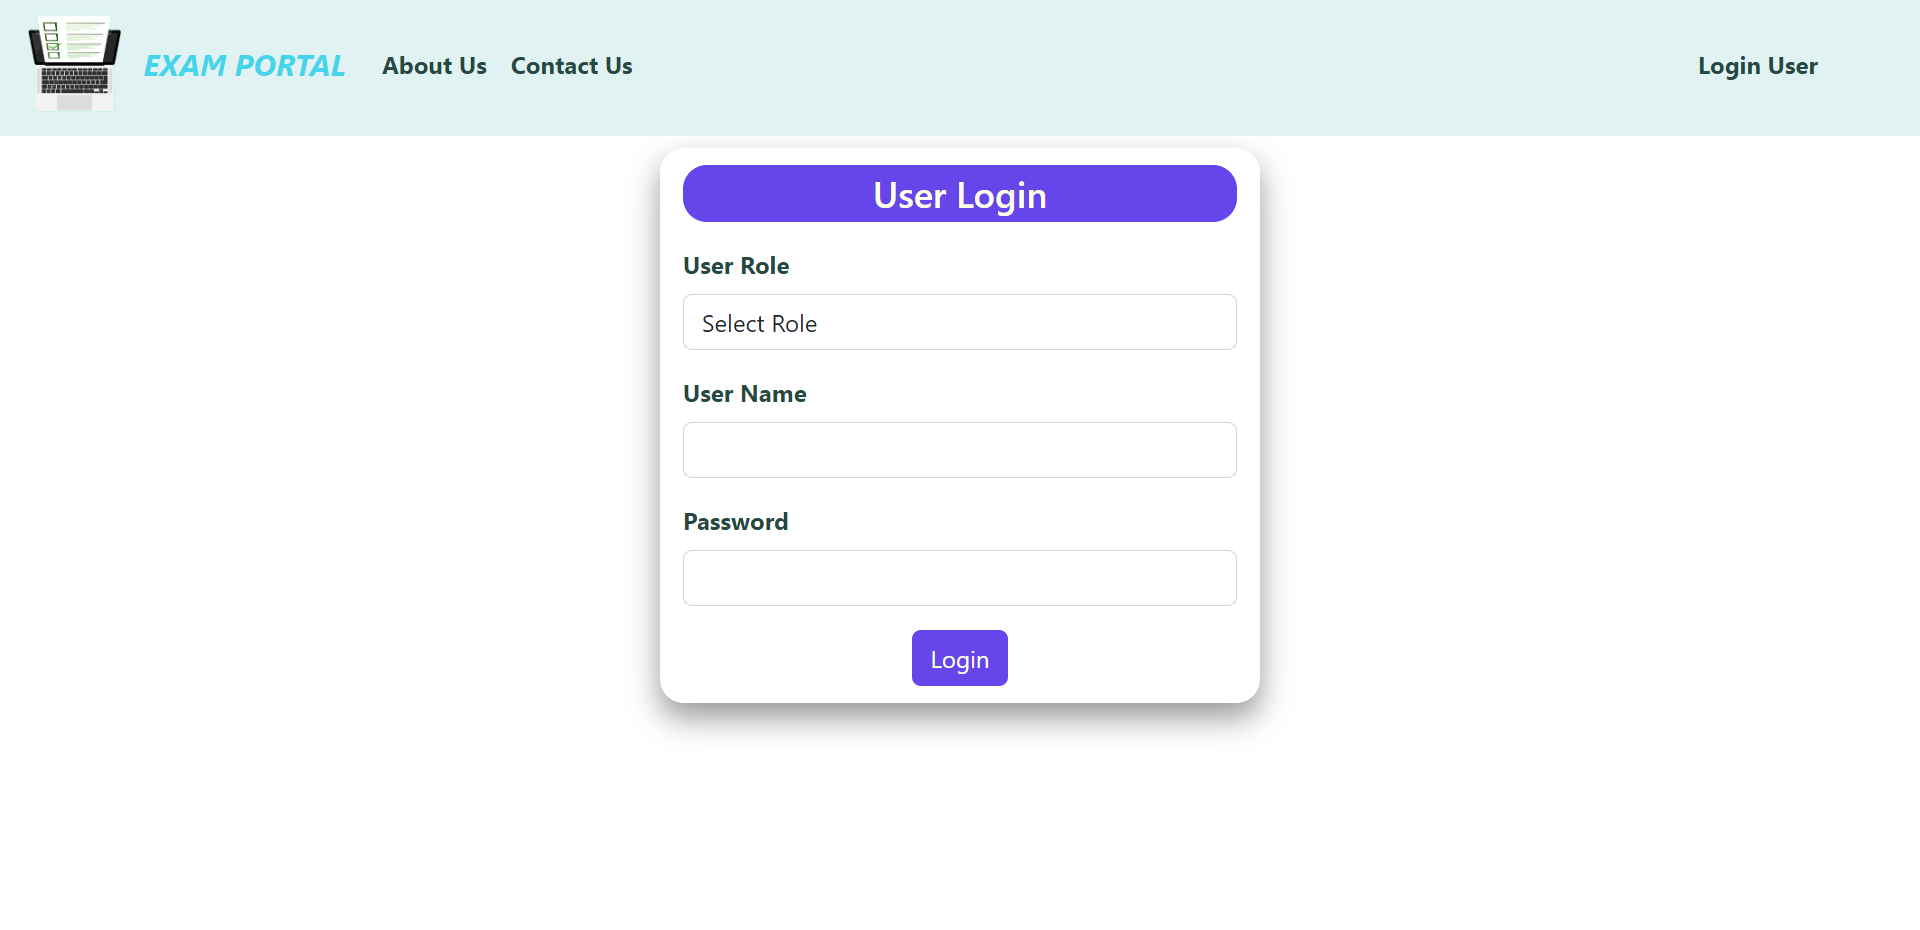 EXAM PORTAL About Us Contact Us Login User
User Login
User Role
Select Role
User Name
Password
Login